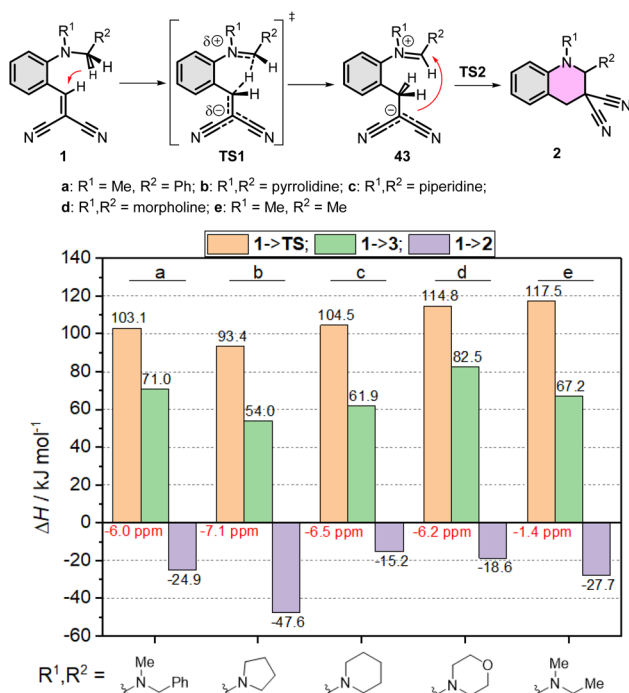 R¹ R² R¹ R² R¹ R² R¹
N C H H N C H N C H N R²
δ⊕ ‡ ⊕
H H H H TS2
δ⊖ ⊖
N N N N N N N N
1 TS1 43 2
a: R¹ = Me, R² = Ph; b: R¹,R² = pyrrolidine; c: R¹,R² = piperidine;
d: R¹,R² = morpholine; e: R¹ = Me, R² = Me
1->TS; 1->3; 1->2
a b c d e
140
120
100
80
60
40
20
0
-20
-40
-60
ΔH / kJ mol⁻¹
103.1 93.4 104.5 114.8 117.5
71.0 54.0 61.9 82.5 67.2
-6.0 ppm -7.1 ppm -6.5 ppm -6.2 ppm -1.4 ppm
-24.9 -47.6 -15.2 -18.6 -27.7
R¹,R² =
Me N Ph N N N O Me N Me